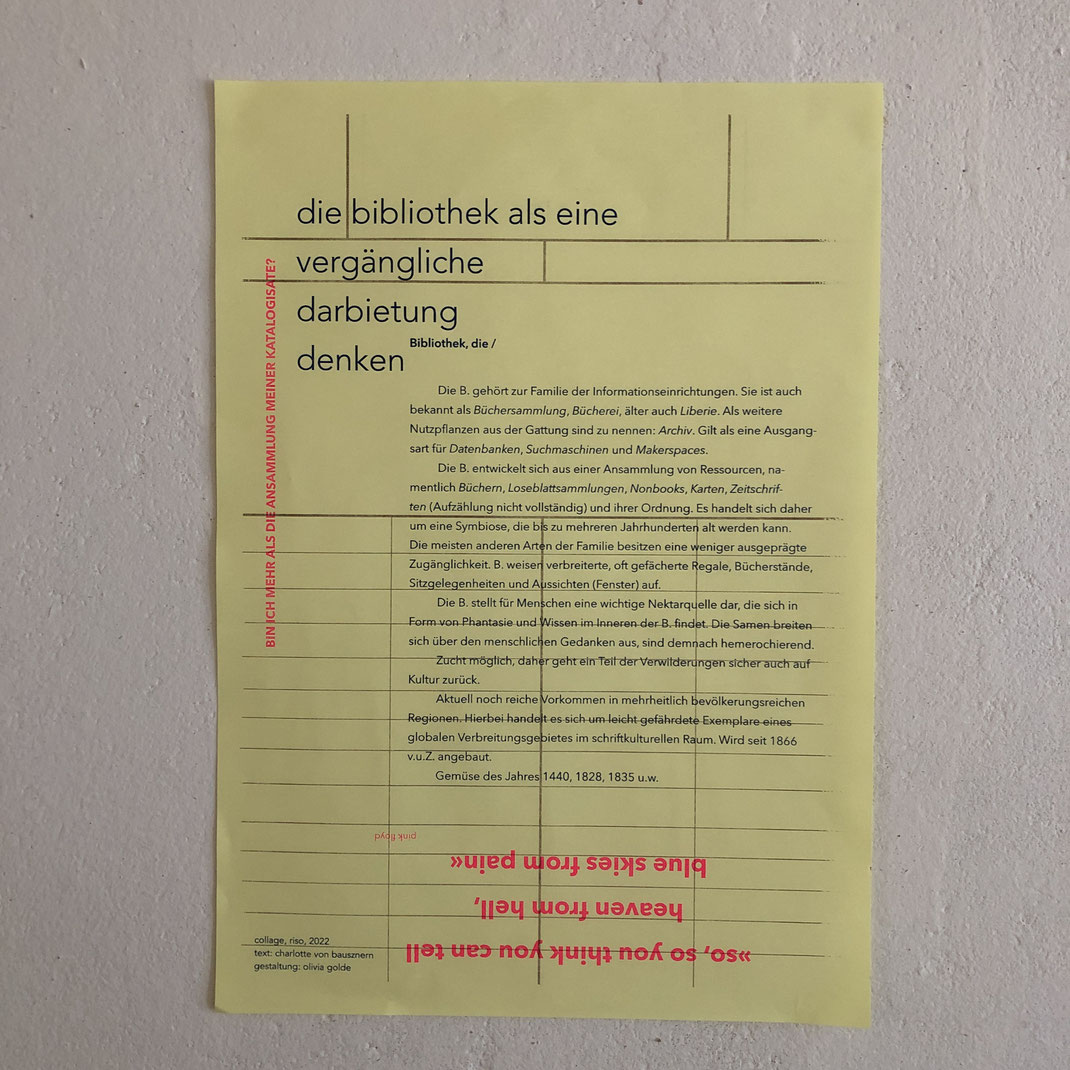 die bibliothek als eine
vergängliche
darbietung
denken
BIN ICH MEHR ALS DIE ANSAMMLUNG MEINER KATALOGISATE?
Bibliothek, die /
Die B. gehört zur Familie der Informationseinrichtungen. Sie ist auch
bekannt als Büchersammlung, Bücherei, älter auch Liberie. Als weitere
Nutzpflanzen aus der Gattung sind zu nennen: Archiv. Gilt als eine Ausgang-
sart für Datenbanken, Suchmaschinen und Makerspaces.
Die B. entwickelt sich aus einer Ansammlung von Ressourcen, na-
mentlich Büchern, Loseblattsammlungen, Nonbooks, Karten, Zeitschrif-
ten (Aufzählung nicht vollständig) und ihrer Ordnung. Es handelt sich daher
um eine Symbiose, die bis zu mehreren Jahrhunderten alt werden kann.
Die meisten anderen Arten der Familie besitzen eine weniger ausgeprägte
Zugänglichkeit. B. weisen verbreiterte, oft gefächerte Regale, Bücherstände,
Sitzgelegenheiten und Aussichten (Fenster) auf.
Die B. stellt für Menschen eine wichtige Nektarquelle dar, die sich in
Form von Phantasie und Wissen im Inneren der B. findet. Die Samen breiten
sich über den menschlichen Gedanken aus, sind demnach hemerochierend.
Zucht möglich, daher geht ein Teil der Verwilderungen sicher auch auf
Kultur zurück.
Aktuell noch reiche Vorkommen in mehrheitlich bevölkerungsreichen
Regionen. Hierbei handelt es sich um leicht gefährdete Exemplare eines
globalen Verbreitungsgebietes im schriftkulturellen Raum. Wird seit 1866
v.u.Z. angebaut.
Gemüse des Jahres 1440, 1828, 1835 u.w.
»so, so you think you can tell
heaven from hell,
blue skies from pain«
pink floyd
collage, riso, 2022
text: charlotte von bausznern
gestaltung: olivia golde